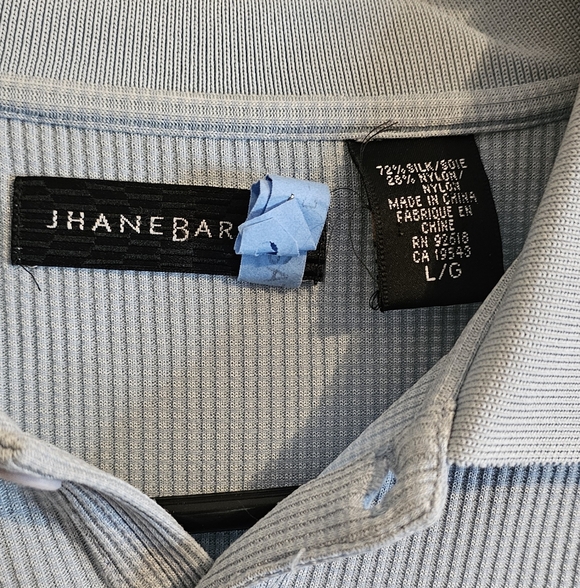 JHANEBAR
72% SILK/SOIE
28% NYLON/
NYLON
MADE IN CHINA
FABRIQUE EN
CHINE
RN 92618
CA 19543
L/G